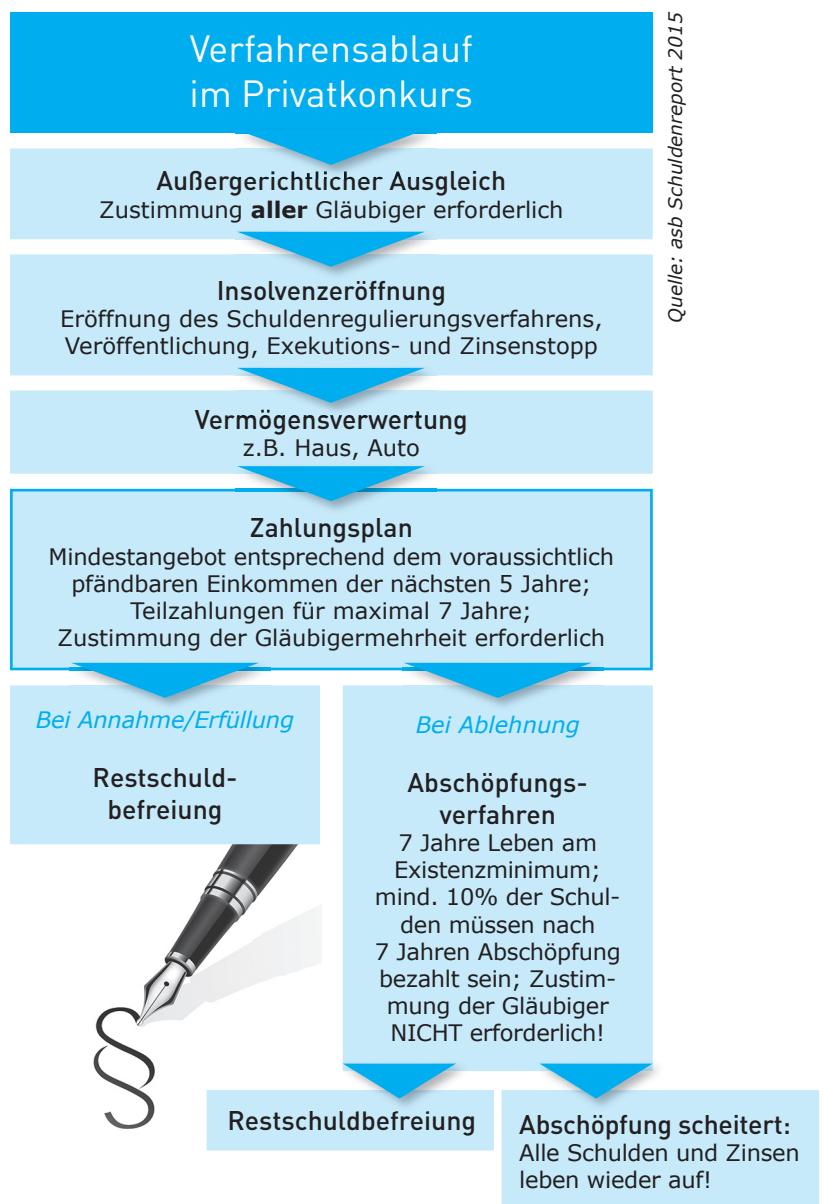 Verfahrensablauf
im Privatkonkurs
Quelle: asb Schuldenreport 2015
Außergerichtlicher Ausgleich
Zustimmung aller Gläubiger erforderlich
Insolvenzeröffnung
Eröffnung des Schuldenregulierungsverfahrens,
Veröffentlichung, Exekutions- und Zinsenstopp
Vermögensverwertung
z.B. Haus, Auto
Zahlungsplan
Mindestangebot entsprechend dem voraussichtlich
pfändbaren Einkommen der nächsten 5 Jahre;
Teilzahlungen für maximal 7 Jahre;
Zustimmung der Gläubigermehrheit erforderlich
Bei Annahme/Erfüllung
Restschuld-
befreiung
Bei Ablehnung
Abschöpfungs-
verfahren
7 Jahre Leben am
Existenzminimum;
mind. 10% der Schul-
den müssen nach
7 Jahren Abschöpfung
bezahlt sein; Zustim-
mung der Gläubiger
NICHT erforderlich!
§
Restschuldbefreiung
Abschöpfung scheitert:
Alle Schulden und Zinsen
leben wieder auf!